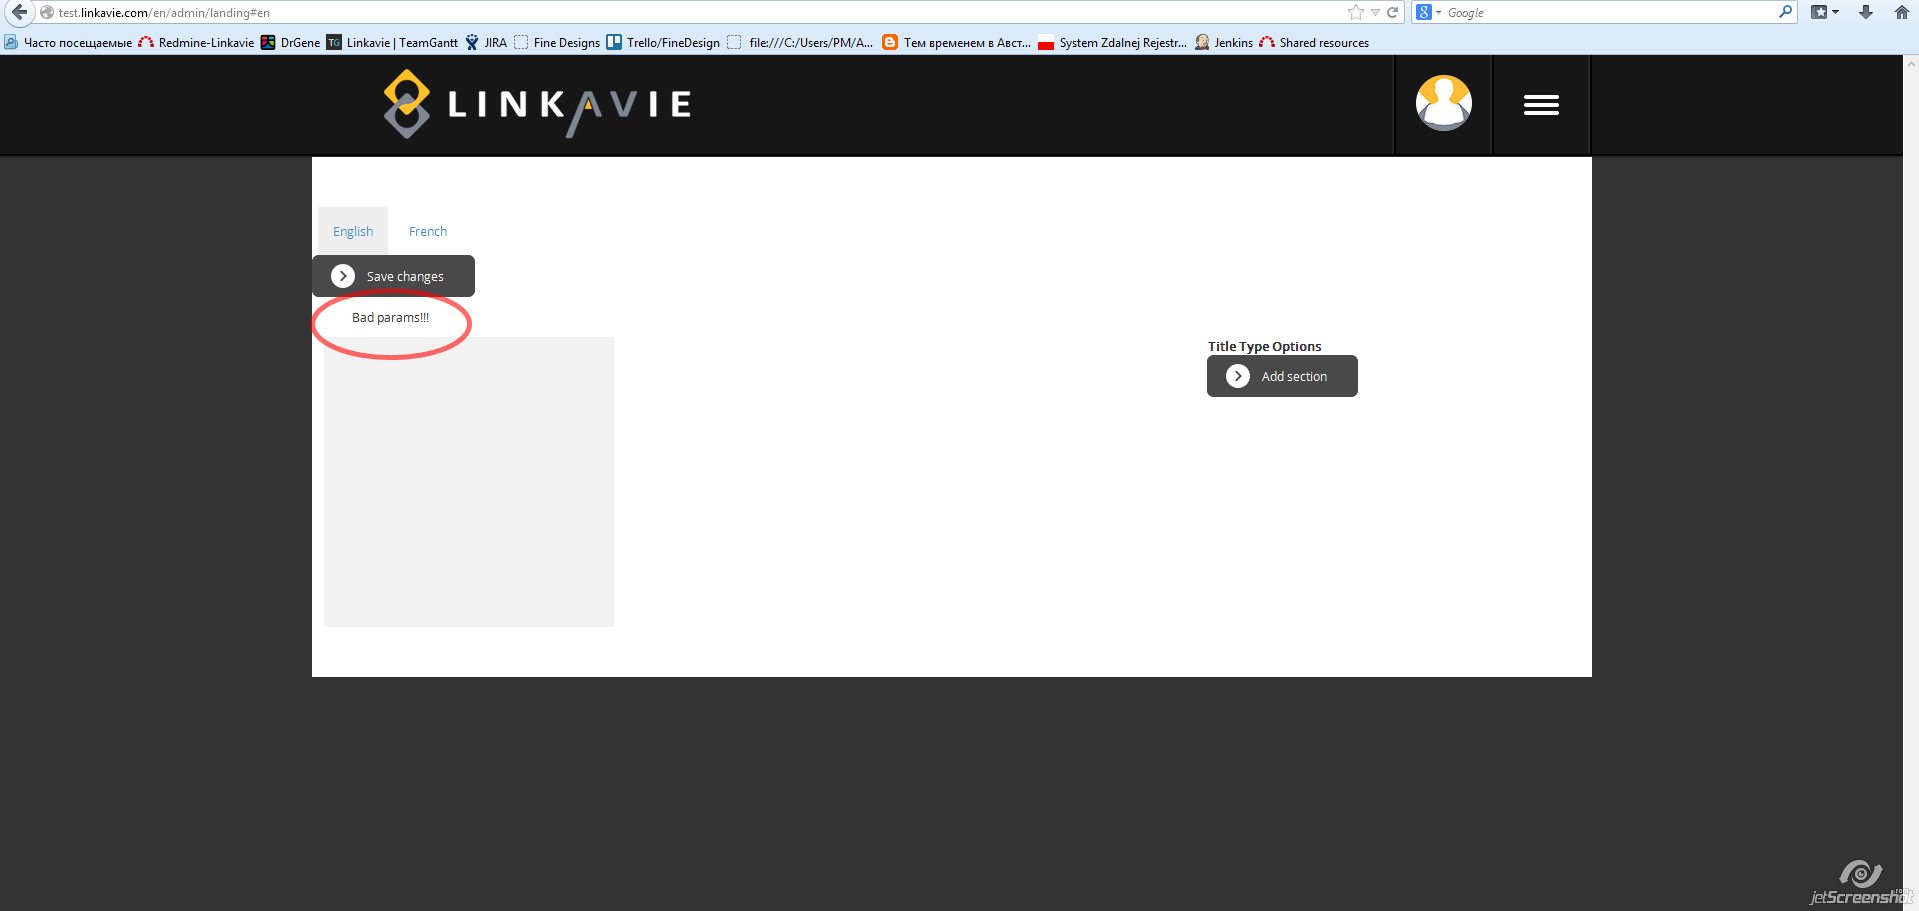 test.linkavie.com/en/admin/landing#en
Google
Часто посещаемые Redmine-Linkavie DrGene TG Linkavie | TeamGantt JIRA Fine Designs Trello/FineDesign file:///C:/Users/PM/A... Тем временем в Авст... System Zdalnej Rejestr... Jenkins Shared resources
LINKAVIE
English French
Save changes
Bad params!!!
Title Type Options
Add section
jetScreenshot.com